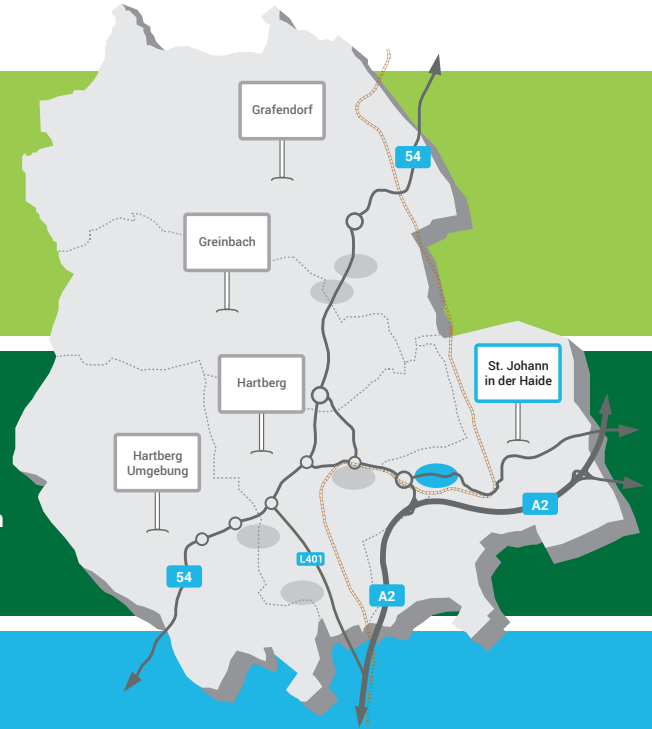 Grafendorf
54
Greinbach
St. Johann
in der Haide
Hartberg
Hartberg
Umgebung
A2
L401
54
A2